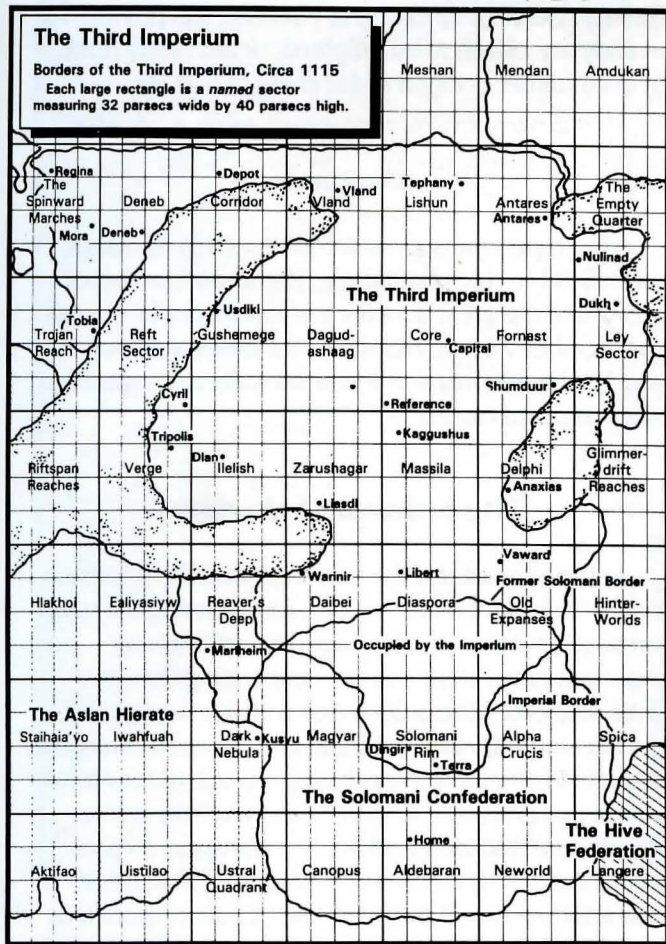 The Third Imperium
Borders of the Third Imperium, Circa 1115
Each large rectangle is a named sector
measuring 32 parsecs wide by 40 parsecs high.
Meshan
Mendan
Amdukan
Regina
The
Spinward
Marches
Mora
Deneb
Deneb
Depot
Corridor
Vland
Vland
Tephany
Lishun
Antares
Antares
The
Empty
Quarter
Nulinad
The Third Imperium
Dukh
Tobia
Trojan
Reach
Reft
Sector
Usdiki
Gushemege
Dagud-
ashaag
Core
Capital
Fornast
Ley
Sector
Cyril
Reference
Shumduur
Tripolis
Kaggushus
Dlan
Riftspan
Reaches
Verge
Ilelish
Zarushagar
Massila
Delphi
Glimmer-
drift
Reaches
Anaxias
Liasdi
Vaward
Warinir
Libert
Former Solomani Border
Hlakhoi
Ealiyasiyw
Reaver's
Deep
Daibei
Diaspora
Old
Expanses
Hinter-
Worlds
Occupied by the Imperium
Marlheim
Imperial Border
The Aslan Hierate
Staihaia'yo
Iwahfuah
Dark
Nebula
Kusyu
Magyar
Solomani
Rim
Dingir
Terra
Alpha
Crucis
Spica
The Solomani Confederation
Home
The Hive
Federation
Aktifao
Uistilao
Ustral
Quadrant
Canopus
Aldebaran
Neworld
Langere